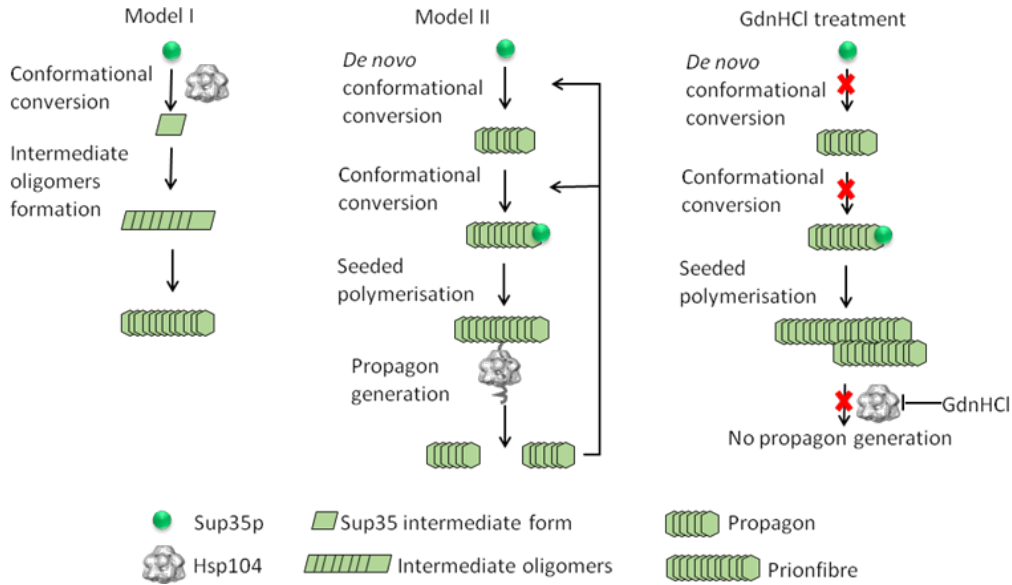 Model I
Conformational
conversion
Intermediate
oligomers
formation
Model II
De novo
conformational
conversion
Conformational
conversion
Seeded
polymerisation
Propagon
generation
GdnHCl treatment
De novo
conformational
conversion
Conformational
conversion
Seeded
polymerisation
GdnHCl
No propagon generation
Sup35p
Sup35 intermediate form
Propagon
Hsp104
Intermediate oligomers
Prionfibre